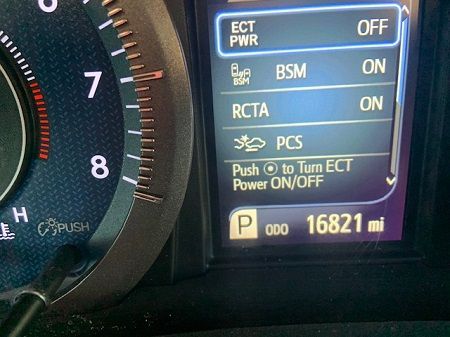 ECT
PWR OFF
BSM
BSM ON
RCTA ON
PCS
Push to Turn ECT
Power ON/OFF
P ODO 16821 mi
7
8
H
PUSH